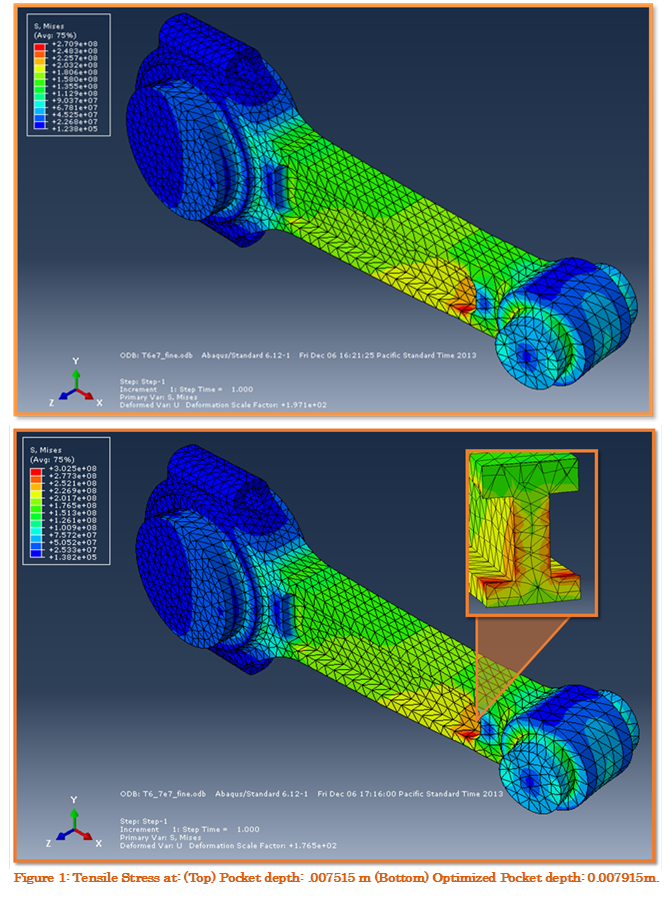 S, Mises
(Avg: 75%)
+2.709e+08
+2.483e+08
+2.257e+08
+2.032e+08
+1.806e+08
+1.580e+08
+1.355e+08
+1.129e+08
+9.037e+07
+6.781e+07
+4.525e+07
+2.268e+07
+1.238e+05
ODB: T6e7_fine.odb Abaqus/Standard 6.12-1 Fri Dec 06 16:21:25 Pacific Standard Time 2013
Y
Z
X
Step: Step-1
Increment 1: Step Time = 1.000
Primary Var: S, Mises
Deformed Var: U Deformation Scale Factor: +1.971e+02
S, Mises
(Avg: 75%)
+3.025e+08
+2.773e+08
+2.521e+08
+2.269e+08
+2.017e+08
+1.765e+08
+1.513e+08
+1.261e+08
+1.009e+08
+7.572e+07
+5.052e+07
+2.533e+07
+1.382e+05
ODB: T6_7e7_fine.odb Abaqus/Standard 6.12-1 Fri Dec 06 17:16:00 Pacific Standard Time 2013
Y
Z
X
Step: Step-1
Increment 1: Step Time = 1.000
Primary Var: S, Mises
Deformed Var: U Deformation Scale Factor: +1.765e+02
Figure 1: Tensile Stress at: (Top) Pocket depth: .007515 m (Bottom) Optimized Pocket depth: 0.007915m.